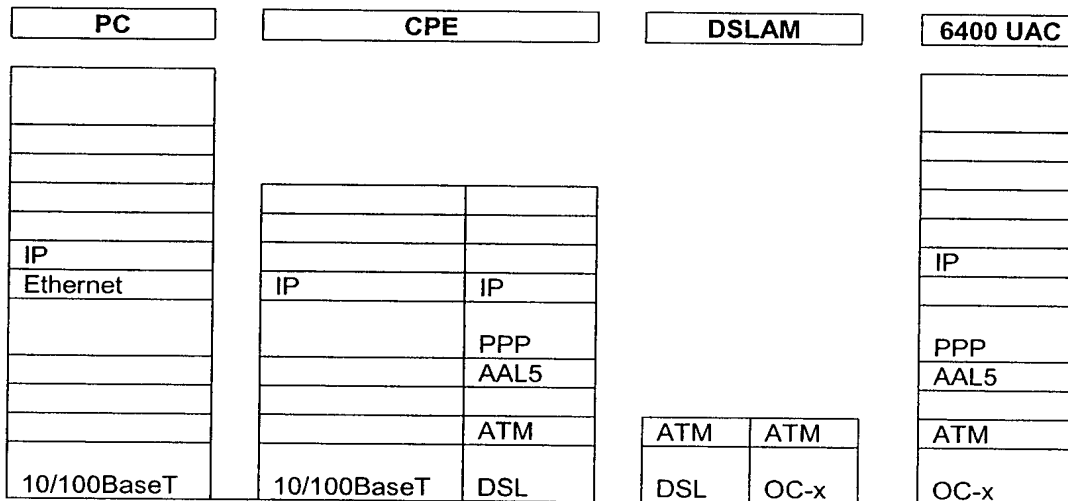 PC CPE DSLAM 6400 UAC
IP IP
Ethernet IP IP
PPP PPP
AAL5 AAL5
ATM ATM ATM ATM
10/100BaseT 10/100BaseT DSL DSL OC-x OC-x